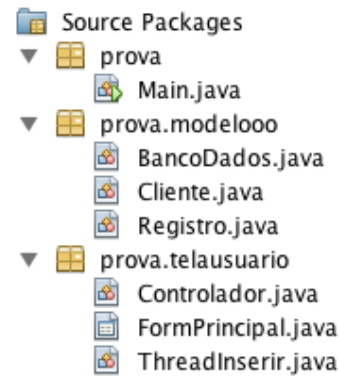 Source Packages
prova
Main.java
prova.modelooo
BancoDados.java
Cliente.java
Registro.java
prova.telausuario
Controlador.java
FormPrincipal.java
ThreadInserir.java